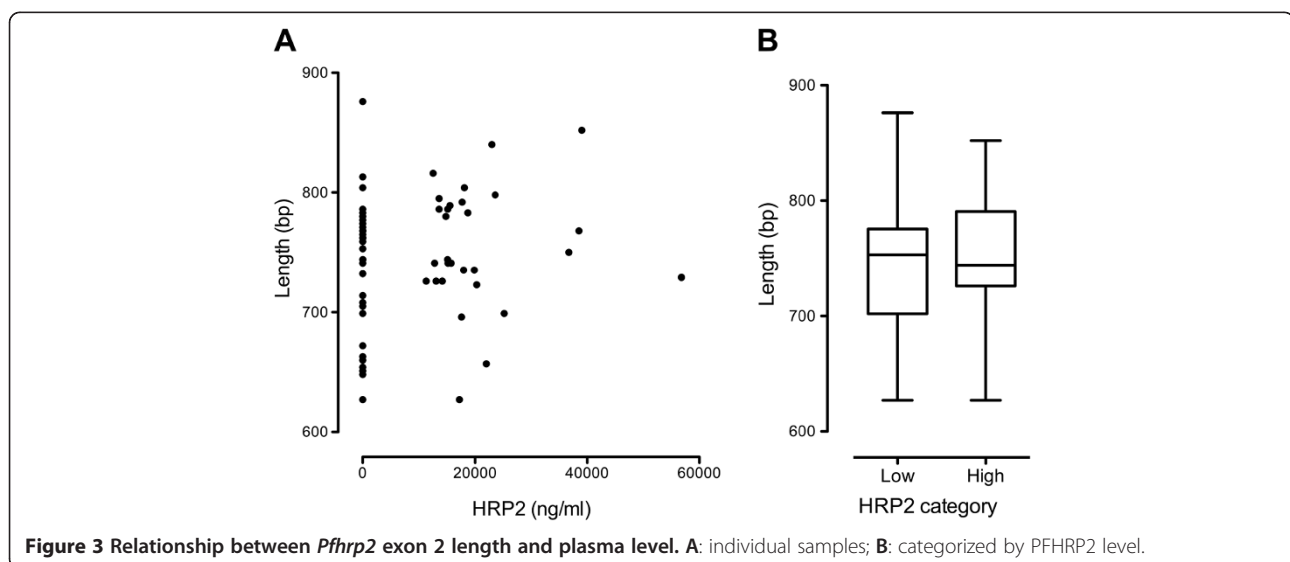 A
B
900
800
700
600
Length (bp)
0
20000
40000
60000
HRP2 (ng/ml)
900
800
700
600
Length (bp)
Low
High
HRP2 category
Figure 3 Relationship between Pfhrp2 exon 2 length and plasma level. A: individual samples; B: categorized by PFHRP2 level.